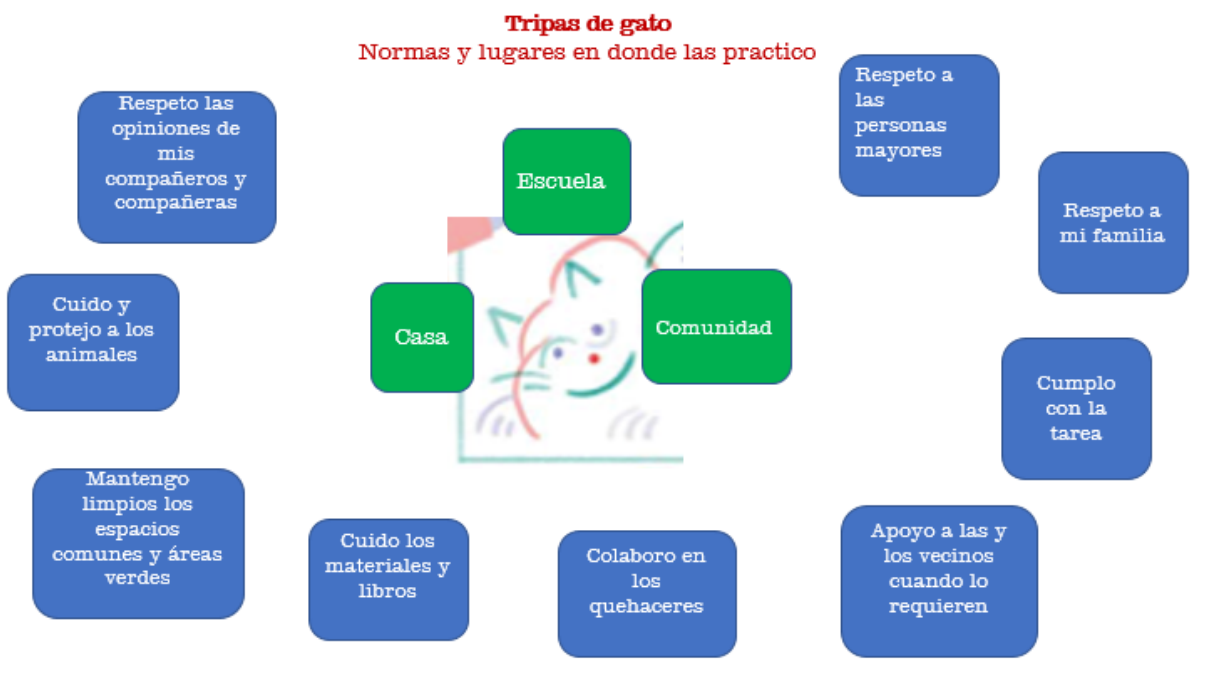 Tripas de gato
Normas y lugares en donde las practico
Respeto las
opiniones de
mis
compañeros y
compañeras
Escuela
Respeto a
las
personas
mayores
Respeto a
mi familia
Cuido y
protejo a los
animales
Casa
Comunidad
Cumplo
con la
tarea
Mantengo
limpios los
espacios
comunes y áreas
verdes
Cuido los
materiales y
libros
Colaboro en
los
quehaceres
Apoyo a las y
los vecinos
cuando lo
requieren